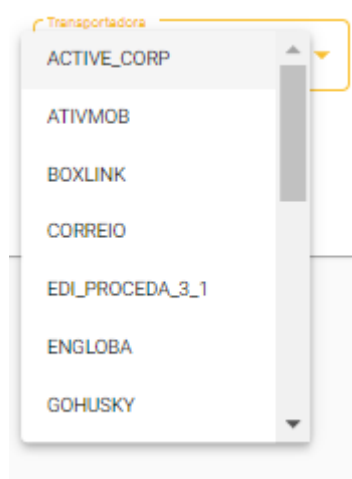 Transportadora
ACTIVE_CORP
ATIVMOB
BOXLINK
CORREIO
EDI_PROCEDA_3_1
ENGLOBA
GOHUSKY